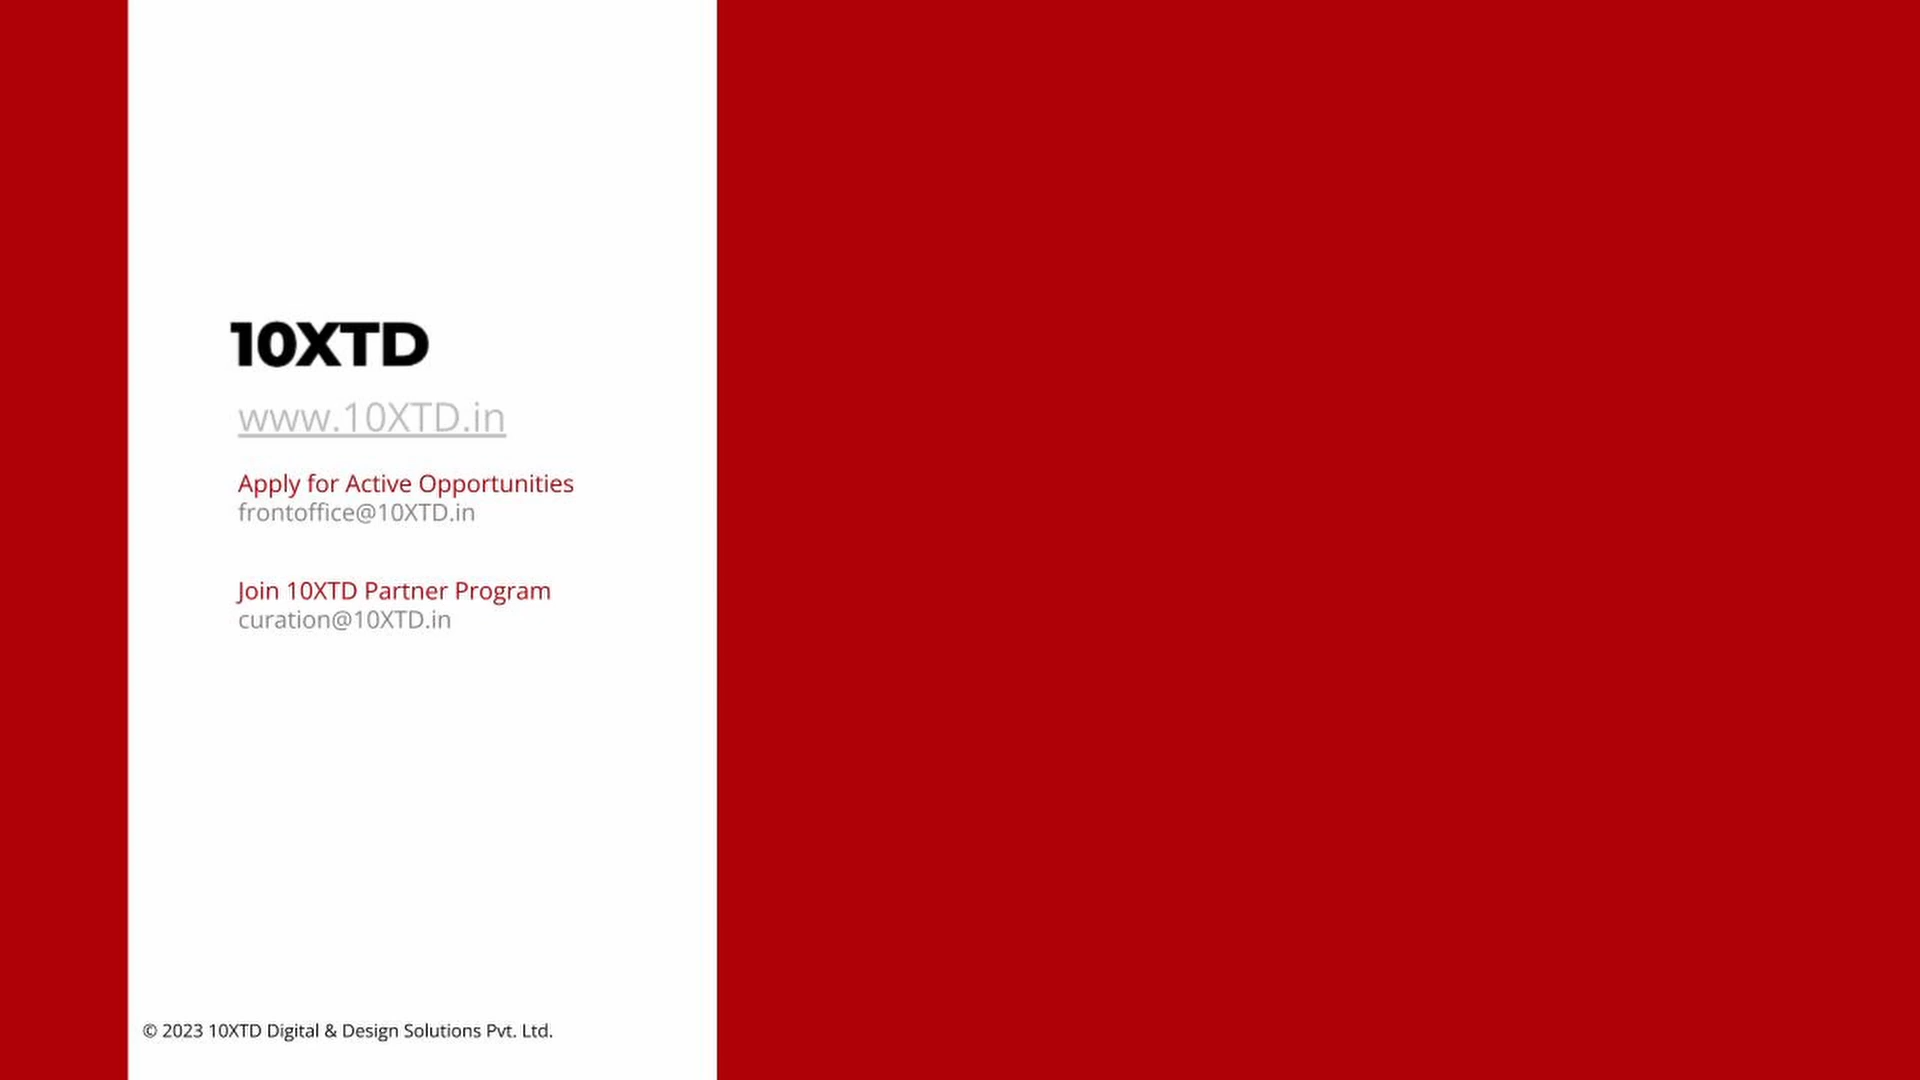 10XTD
www.10XTD.in
Apply for Active Opportunities
frontoffice@10XTD.in
Join 10XTD Partner Program
curation@10XTD.in
© 2023 10XTD Digital & Design Solutions Pvt. Ltd.